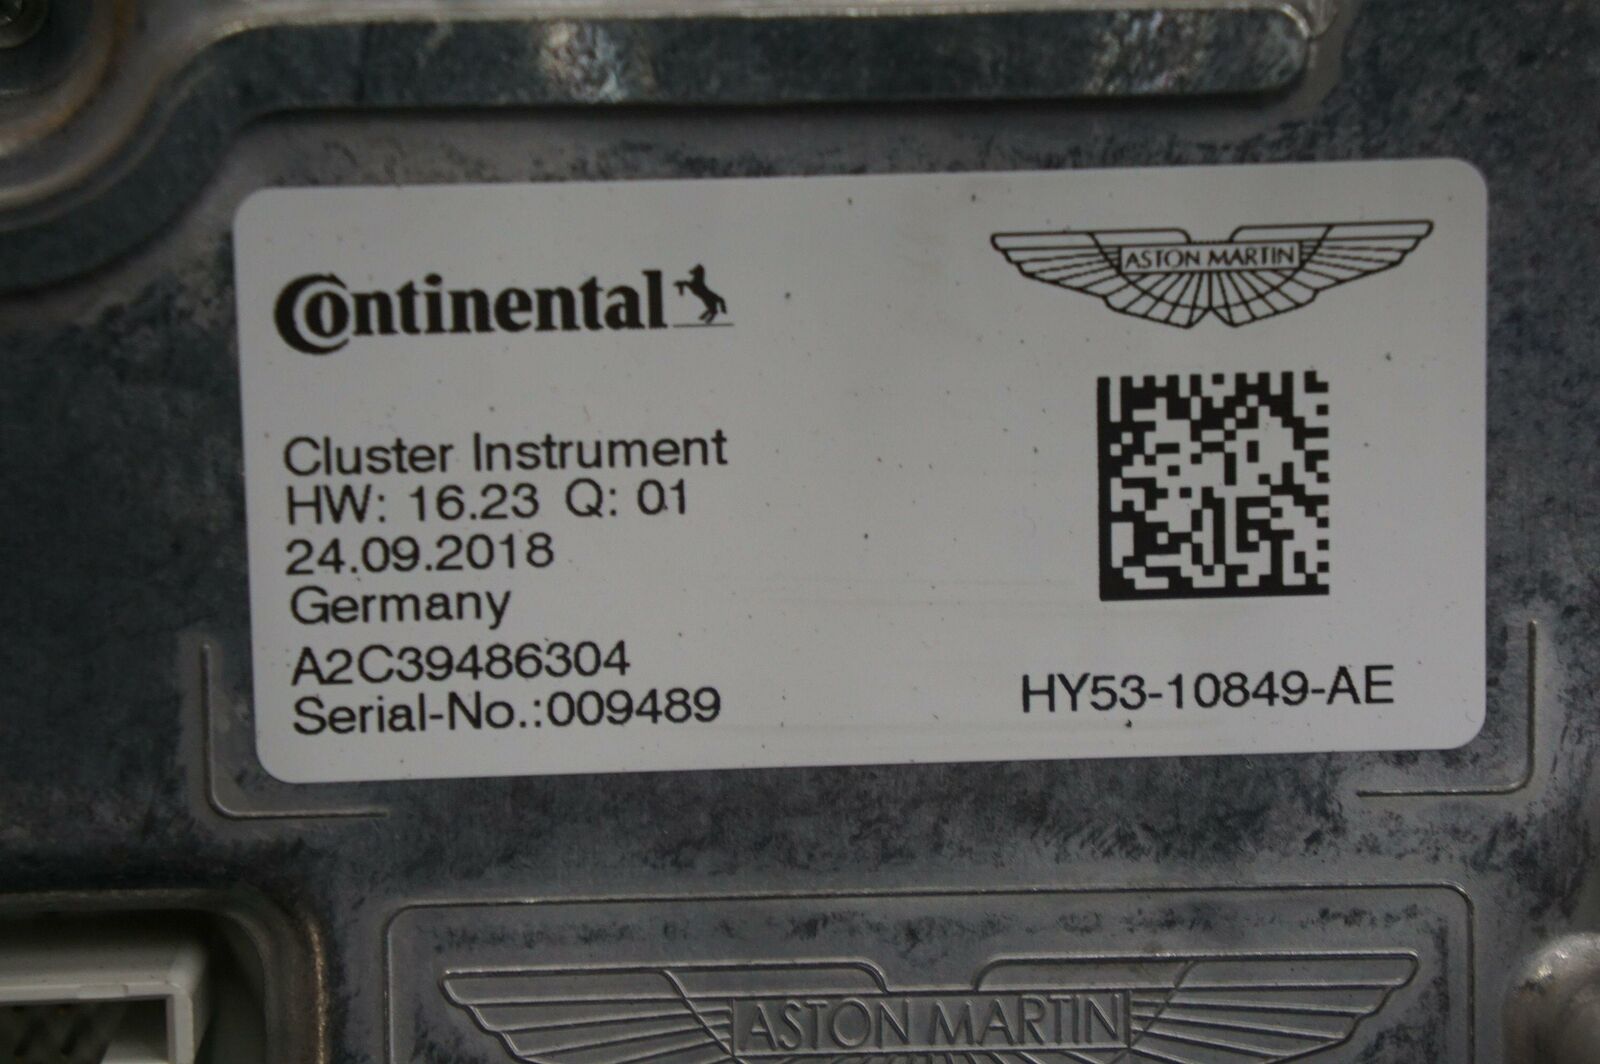 Continental
ASTON MARTIN
Cluster Instrument
HW: 16.23 Q: 01
24.09.2018
Germany
A2C39486304
Serial-No.:009489
HY53-10849-AE
ASTON MARTIN